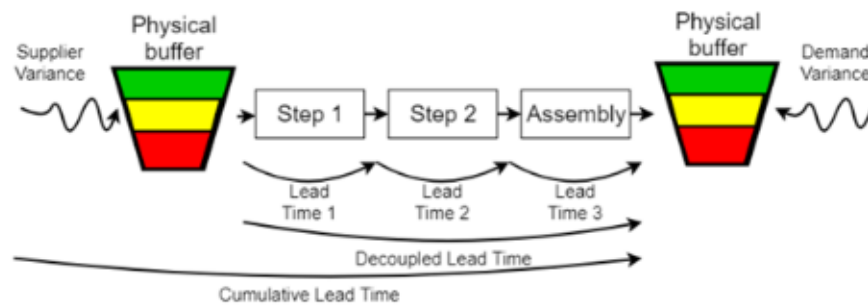 Supplier
Variance
Physical
buffer
Step 1
Step 2
Assembly
Physical
buffer
Demand
Variance
Lead
Time 1
Lead
Time 2
Lead
Time 3
Decoupled Lead Time
Cumulative Lead Time